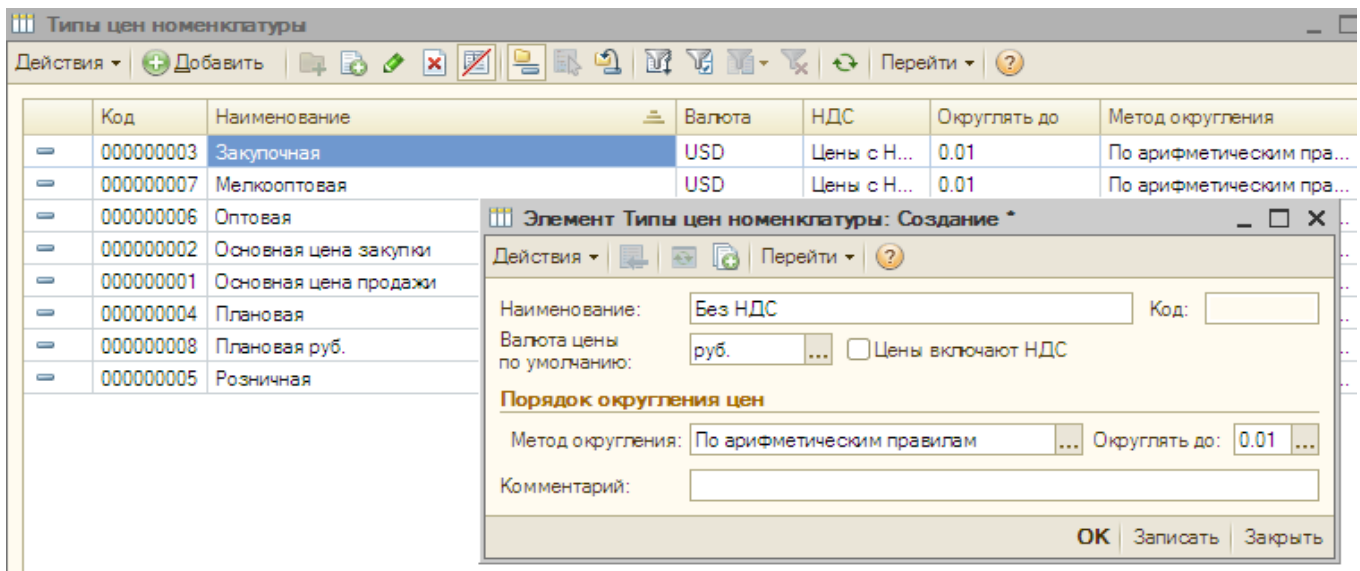 Типы цен номенклатуры
Действия Добавить Перейти
Код Наименование Валюта НДС Округлять до Метод округления
000000003 Закупочная USD Цены с Н... 0.01 По арифметическим пра...
000000007 Мелкооптовая USD Цены с Н... 0.01 По арифметическим пра...
000000006 Оптовая
000000002 Основная цена закупки
000000001 Основная цена продажи
000000004 Плановая
000000008 Плановая руб.
000000005 Розничная
Элемент Типы цен номенклатуры: Создание *
Действия Перейти
Наименование: Без НДС Код:
Валюта цены
по умолчанию: руб. ... Цены включают НДС
Порядок округления цен
Метод округления: По арифметическим правилам ... Округлять до: 0.01 ...
Комментарий:
OK Записать Закрыть